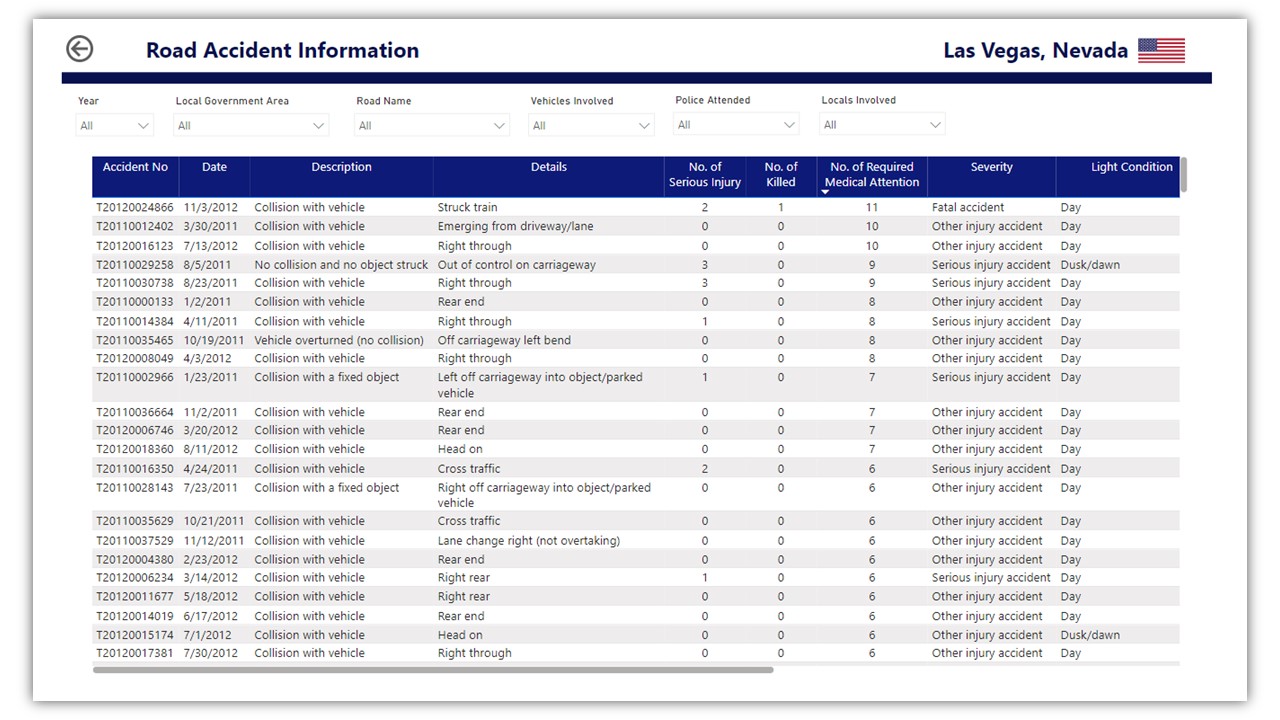 Road Accident Information
Las Vegas, Nevada
Year Local Government Area Road Name Vehicles Involved Police Attended Locals Involved
All All All All All All
Accident No Date Description Details No. of Serious Injury No. of Killed No. of Required Medical Attention Severity Light Condition
T20120024866 11/3/2012 Collision with vehicle Struck train 2 1 11 Fatal accident Day
T20110012402 3/30/2011 Collision with vehicle Emerging from driveway/lane 0 0 10 Other injury accident Day
T20120016123 7/13/2012 Collision with vehicle Right through 0 0 10 Other injury accident Day
T20110029258 8/5/2011 No collision and no object struck Out of control on carriageway 3 0 9 Serious injury accident Dusk/dawn
T20110030738 8/23/2011 Collision with vehicle Right through 3 0 9 Serious injury accident Day
T20110000133 1/2/2011 Collision with vehicle Rear end 0 0 8 Other injury accident Day
T20110014384 4/11/2011 Collision with vehicle Right through 1 0 8 Serious injury accident Day
T20110035465 10/19/2011 Vehicle overturned (no collision) Off carriageway left bend 0 0 8 Other injury accident Day
T20120008049 4/3/2012 Collision with vehicle Right through 0 0 8 Other injury accident Day
T20110002966 1/23/2011 Collision with a fixed object Left off carriageway into object/parked vehicle 1 0 7 Serious injury accident Day
T20110036664 11/2/2011 Collision with vehicle Rear end 0 0 7 Other injury accident Day
T20120006746 3/20/2012 Collision with vehicle Rear end 0 0 7 Other injury accident Day
T20120018360 8/11/2012 Collision with vehicle Head on 0 0 7 Other injury accident Day
T20110016350 4/24/2011 Collision with vehicle Cross traffic 2 0 6 Serious injury accident Day
T20110028143 7/23/2011 Collision with a fixed object Right off carriageway into object/parked vehicle 0 0 6 Other injury accident Day
T20110035629 10/21/2011 Collision with vehicle Cross traffic 0 0 6 Other injury accident Day
T20110037529 11/12/2011 Collision with vehicle Lane change right (not overtaking) 0 0 6 Other injury accident Day
T20120004380 2/23/2012 Collision with vehicle Rear end 0 0 6 Other injury accident Day
T20120006234 3/14/2012 Collision with vehicle Right rear 1 0 6 Serious injury accident Day
T20120011677 5/18/2012 Collision with vehicle Right rear 0 0 6 Other injury accident Day
T20120014019 6/17/2012 Collision with vehicle Rear end 0 0 6 Other injury accident Day
T20120015174 7/1/2012 Collision with vehicle Head on 0 0 6 Other injury accident Dusk/dawn
T20120017381 7/30/2012 Collision with vehicle Right through 0 0 6 Other injury accident Day